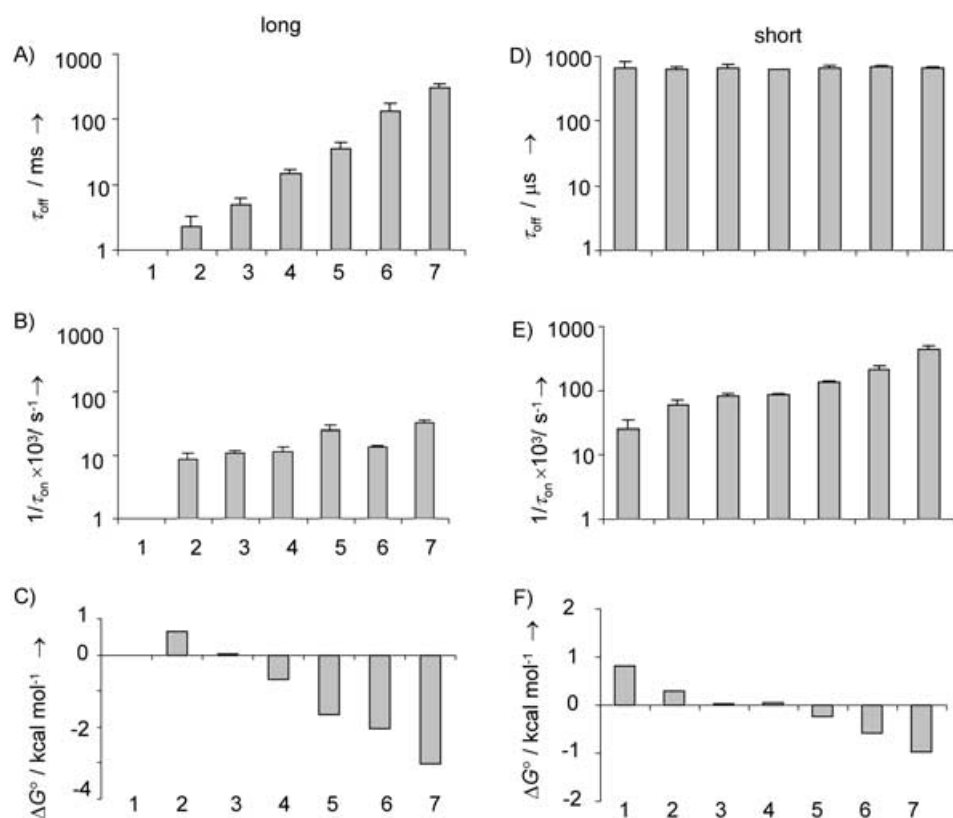 long
short
A)
1000
100
10
1
τoff / ms →
1 2 3 4 5 6 7
D)
1000
100
10
1
τoff / μs →
B)
1000
100
10
1
1/τon ×10³/ s⁻¹ →
1 2 3 4 5 6 7
E)
1000
100
10
1
1/τon ×10³/ s⁻¹ →
C)
1
0
-2
-4
ΔG° / kcal mol⁻¹ →
1 2 3 4 5 6 7
F)
2
1
0
-1
-2
ΔG° / kcal mol⁻¹ →
1 2 3 4 5 6 7